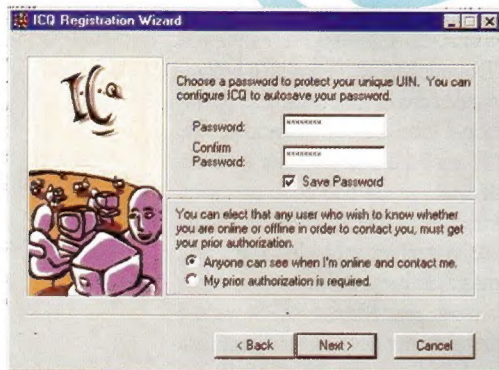 ICQ Registration Wizard
ICQ
Choose a password to protect your unique UIN. You can
configure ICQ to autosave your password.
Password:
********
Confirm
Password:
********
Save Password
You can elect that any user who wish to know whether
you are online or offline in order to contact you, must get
your prior authorization.
Anyone can see when I'm online and contact me.
My prior authorization is required.
< Back
Next >
Cancel